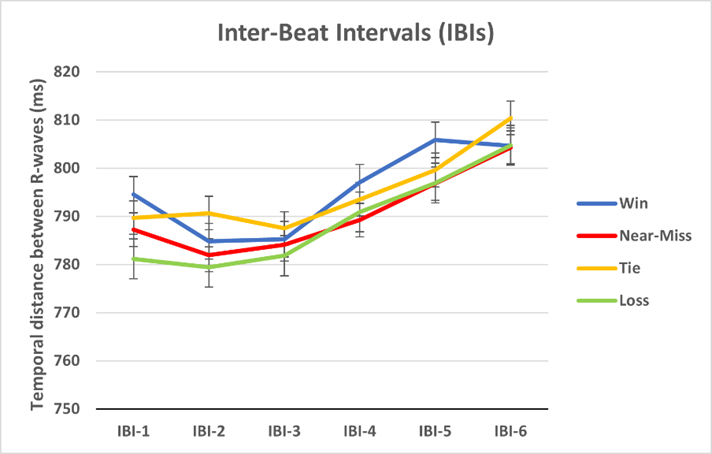 Inter-Beat Intervals (IBIs)
Temporal distance between R-waves (ms)
820
810
800
790
780
770
760
750
IBI-1 IBI-2 IBI-3 IBI-4 IBI-5 IBI-6
Win
Near-Miss
Tie
Loss